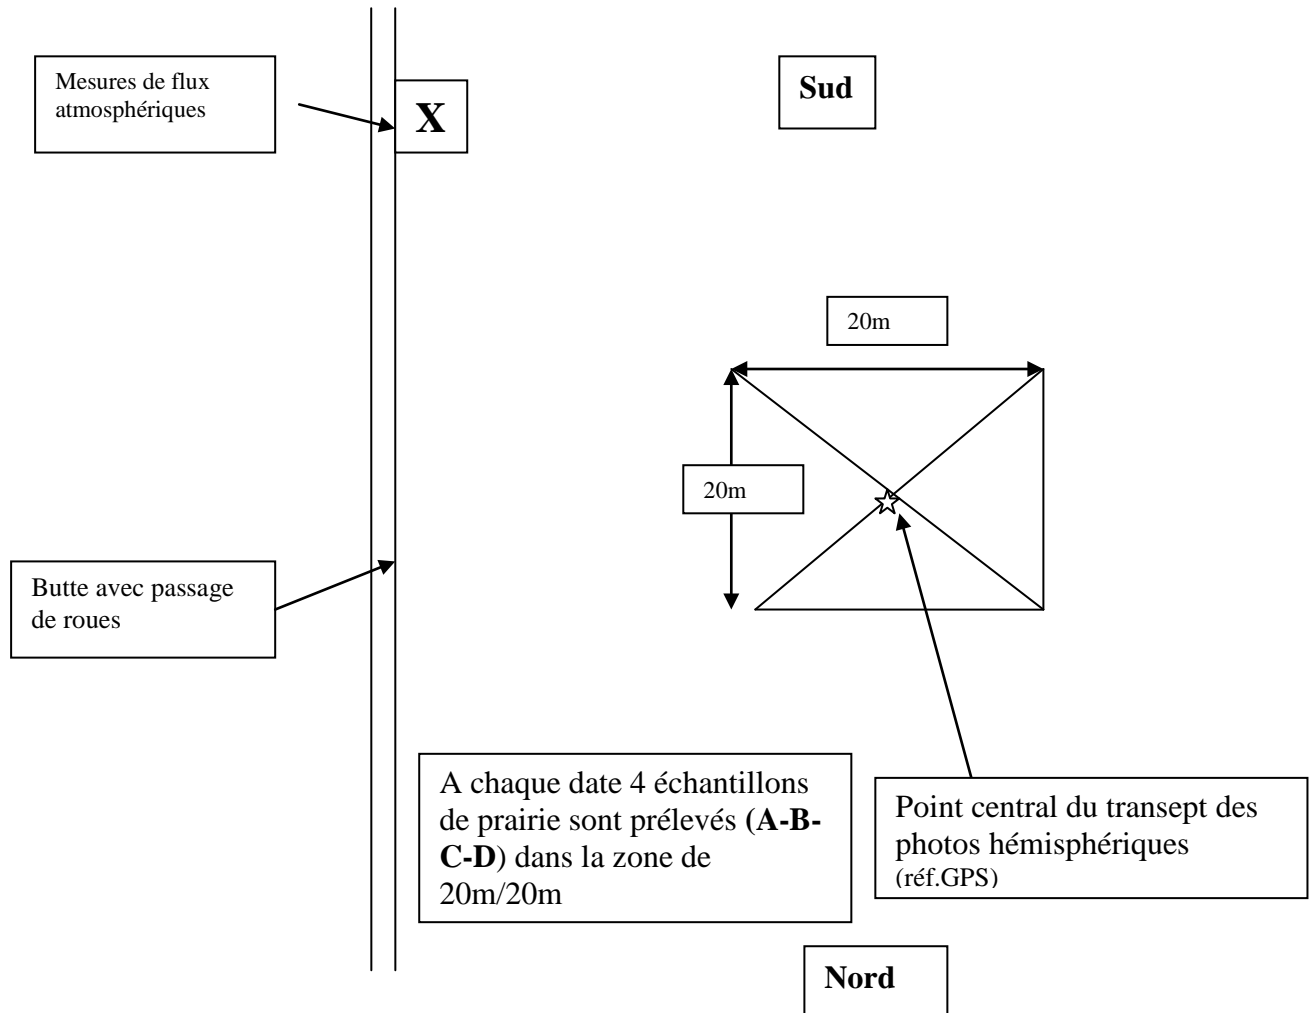 Mesures de flux
atmosphériques
X
Sud
20m
20m
Butte avec passage
de roues
A chaque date 4 échantillons
de prairie sont prélevés (A-B-
C-D) dans la zone de
20m/20m
Point central du transept des
photos hémisphériques
(réf.GPS)
Nord